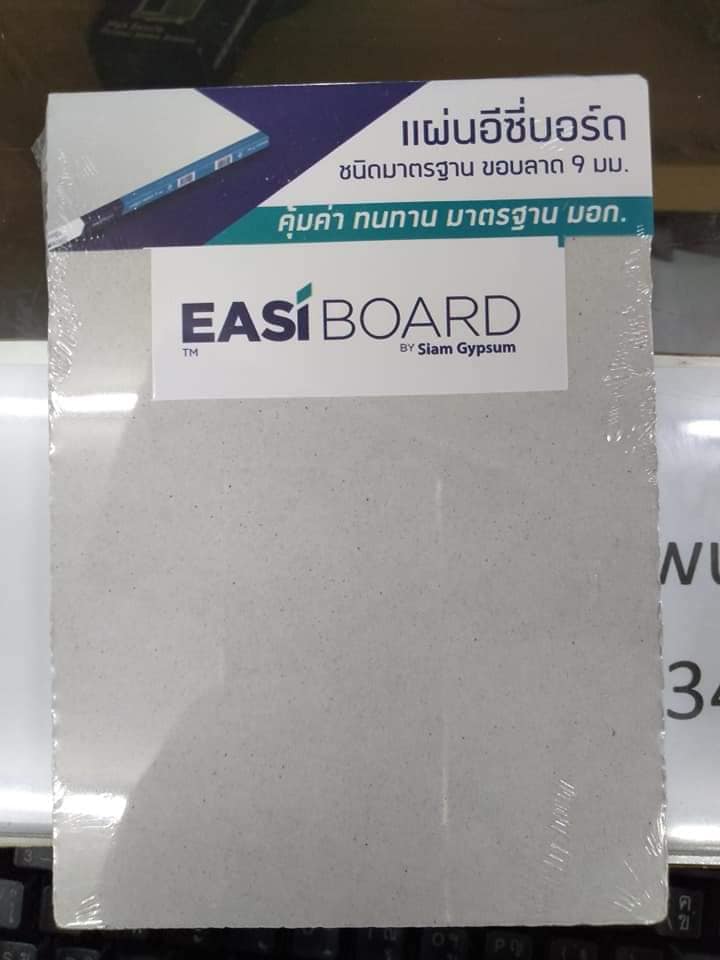 แผ่นอีซี่บอร์ด
ชนิดมาตรฐาน ขอบลาด 9 มม.
คุ้มค่า ทนทาน มาตรฐาน มอก.
EASi BOARD
TM
BY Siam Gypsum
34